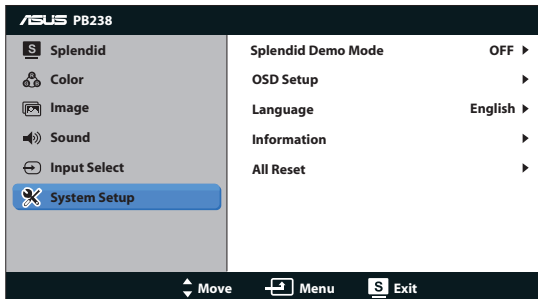 ASUS PB238
S Splendid
Color
Image
Sound
Input Select
System Setup
Splendid Demo Mode OFF
OSD Setup
Language English
Information
All Reset
Move Menu S Exit